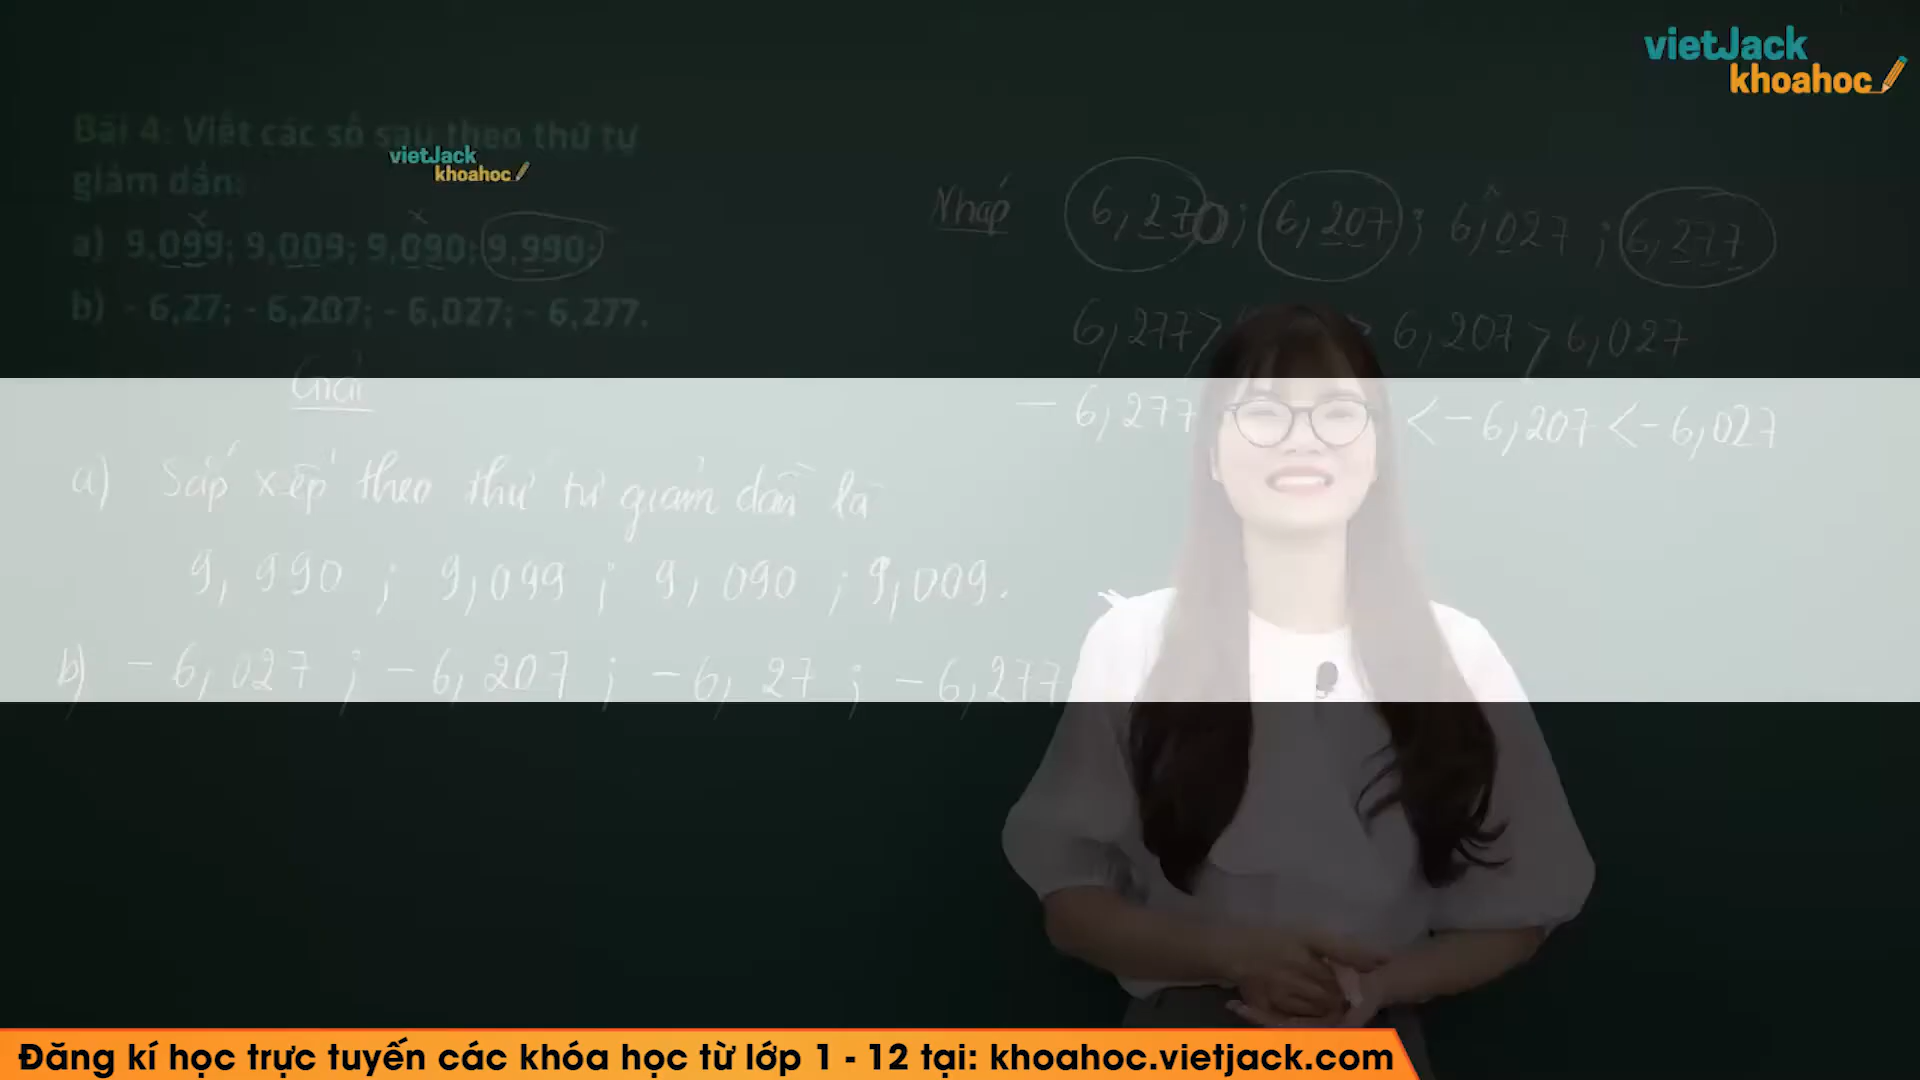 vietJack
khoahoc
Bài 4: Viết các số sau theo thứ tự
giảm dần:
vietJack
khoahoc
a) 9,099; 9,009; 9,090; 9,990;
b) - 6,27; - 6,207; - 6,027; - 6,277.
Nháp 6,270; 6,207; 6,027; 6,277
6,277 > > 6,207 > 6,027
- 6,277 < - 6,207 < - 6,027
Giải
a) Sắp xếp theo thứ tự giảm dần là
9,990; 9,099; 9,090; 9,009.
b) - 6,027; - 6,207; - 6,27; - 6,277
Đăng kí học trực tuyến các khóa học từ lớp 1 - 12 tại: khoahoc.vietjack.com